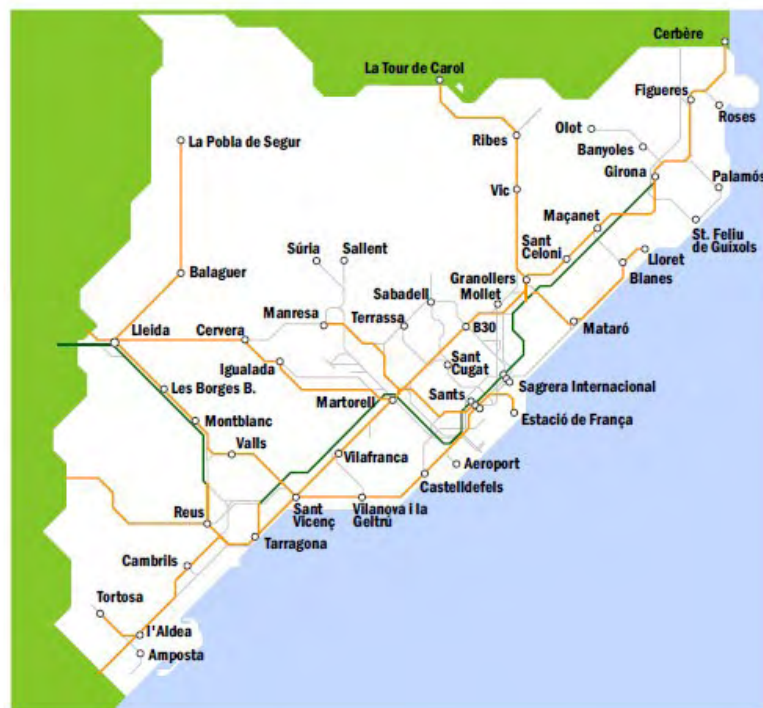 Cerbère
La Tour de Carol
Figueres
Roses
Olot
Ribes
La Pobla de Segur
Banyoles
Girona
Palamós
Vic
Maçanet
St. Feliu
de Guíxols
Sant
Celoni
Súria
Sallent
Lloret
Granollers
Balaguer
Blanes
Sabadell
Mollet
Manresa
Terrassa
Lleida
Cervera
B30
Mataró
Igualada
Sant
Cugat
Les Borges B.
Sagrera Internacional
Martorell
Sants
Estació de França
Montblanc
Valls
Vilafranca
Aeroport
Castelldefels
Reus
Sant
Vicenç
Vilanova i la
Geltrú
Tarragona
Cambrils
Tortosa
l'Aldea
Amposta